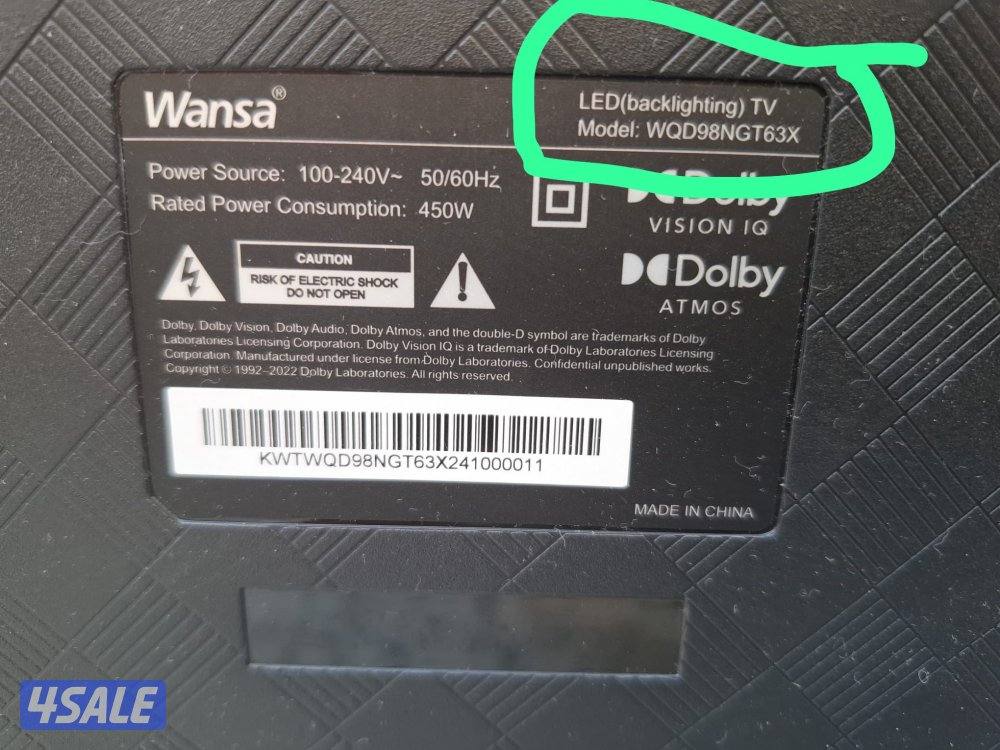 Wansa®
LED(backlighting) TV
Model: WQD98NGT63X
Power Source: 100-240V~ 50/60Hz
Rated Power Consumption: 450W
Dolby
VISION IQ
CAUTION
RISK OF ELECTRIC SHOCK
DO NOT OPEN
Dolby
ATMOS
Dolby, Dolby Vision, Dolby Audio, Dolby Atmos, and the double-D symbol are trademarks of Dolby
Laboratories Licensing Corporation. Dolby Vision IQ is a trademark of Dolby Laboratories Licensing
Corporation. Manufactured under license from Dolby Laboratories. Confidential unpublished works.
Copyright © 1992–2022 Dolby Laboratories. All rights reserved.
KWTWQD98NGT63X241000011
MADE IN CHINA
4SALE